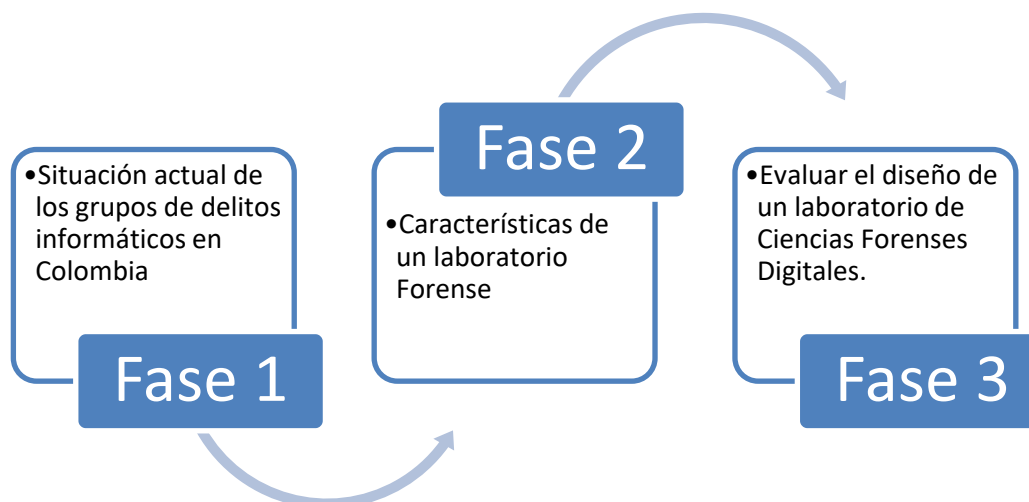 •Situación actual de
los grupos de delitos
informáticos en
Colombia
Fase 1
Fase 2
•Características de
un laboratorio
Forense
•Evaluar el diseño de
un laboratorio de
Ciencias Forenses
Digitales.
Fase 3